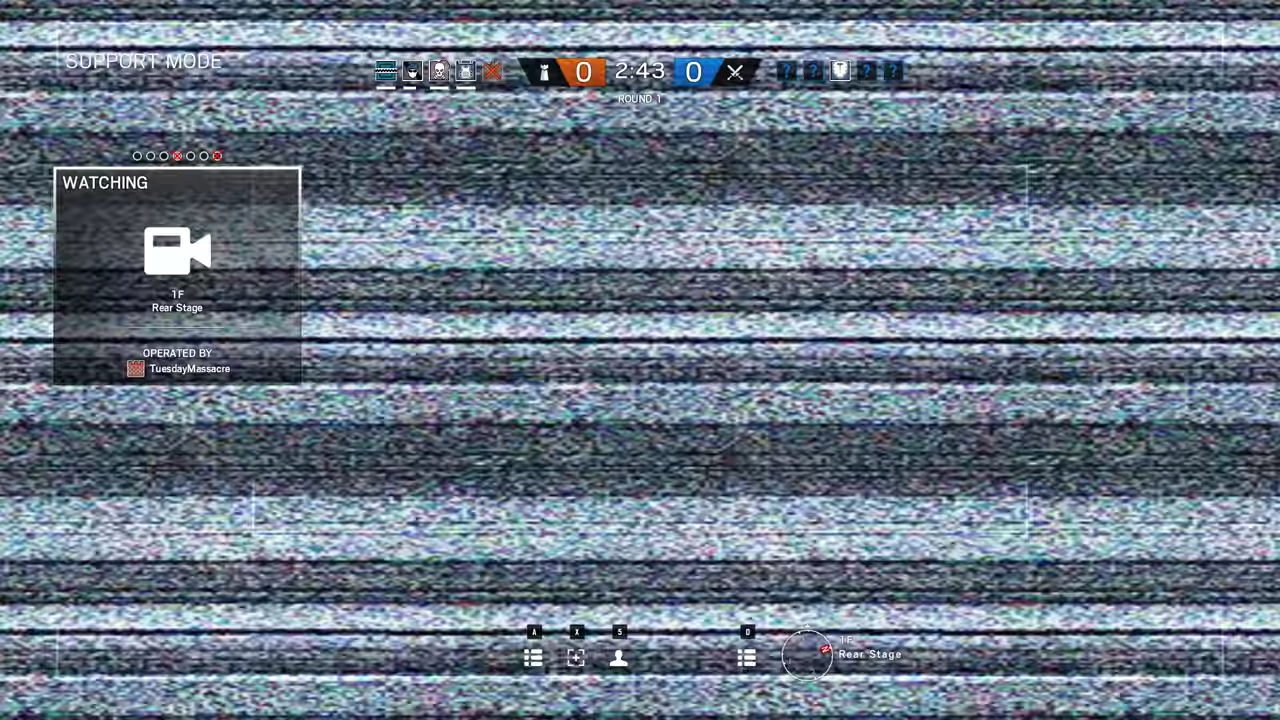 SUPPORT MODE
0 2:43 0
? ? ? ?
ROUND 1
WATCHING
1F
Rear Stage
OPERATED BY
TuesdayMassacre
A X S D
1F
Rear Stage